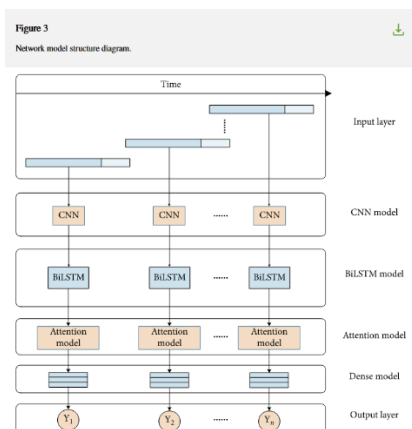 Figure 3
Network model structure diagram.
Time
Input layer
CNN
CNN
......
CNN
CNN model
BiLSTM
BiLSTM
......
BiLSTM
BiLSTM model
Attention model
Attention model
......
Attention model
Attention model
Dense model
......
Y1
Y2
......
Yn
Output layer